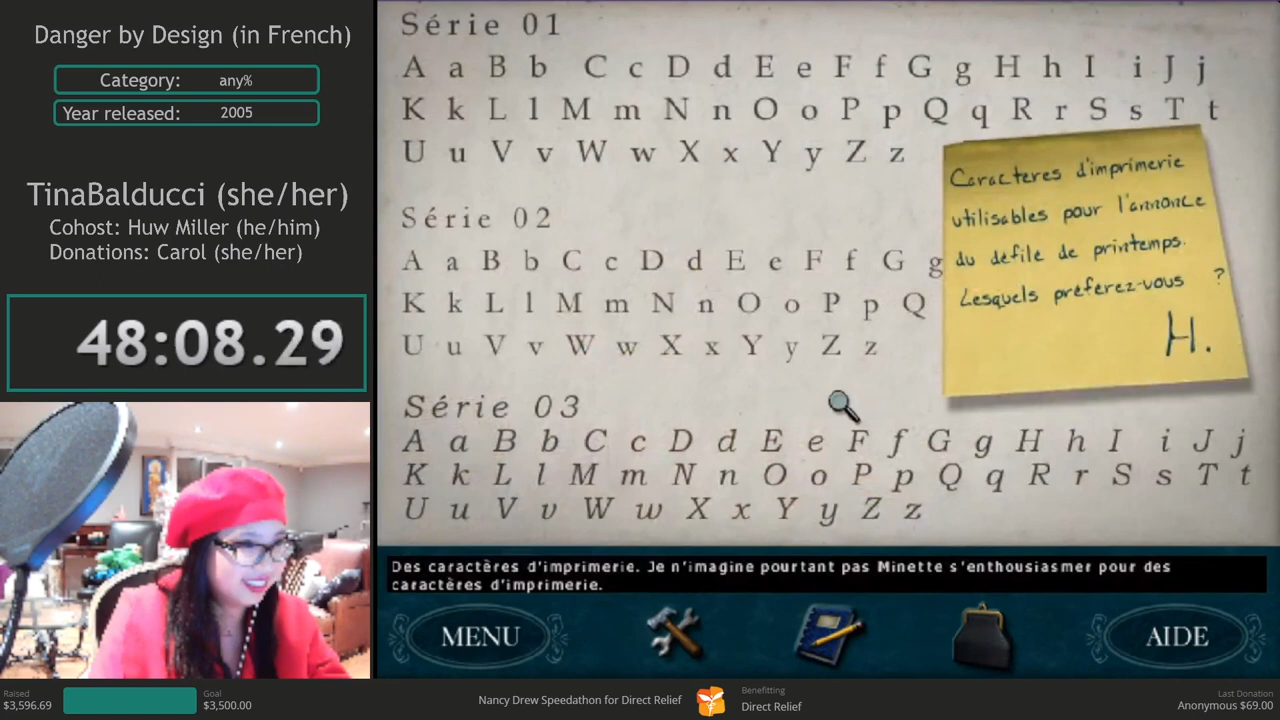 Danger by Design (in French)
Category: any%
Year released: 2005
TinaBalducci (she/her)
Cohost: Huw Miller (he/him)
Donations: Carol (she/her)
48:08.29
Série 01
A a B b C c D d E e F f G g H h I i J j
K k L l M m N n O o P p Q q R r S s T t
U u V v W w X x Y y Z z
Série 02
A a B b C c D d E e F f G g
K k L l M m N n O o P p Q
U u V v W w X x Y y Z z
Caracteres d'imprimerie
utilisables pour l'annonce
du defile de printemps.
Lesquels preferez-vous ?
H.
Série 03
A a B b C c D d E e F f G g H h I i J j
K k L l M m N n O o P p Q q R r S s T t
U u V v W w X x Y y Z z
Des caractères d'imprimerie. Je n'imagine pourtant pas Minette s'enthousiasmer pour des
caractères d'imprimerie.
MENU
AIDE
Raised
$3,596.69
Goal
$3,500.00
Nancy Drew Speedathon for Direct Relief
Benefitting
Direct Relief
Last Donation
Anonymous $69.00